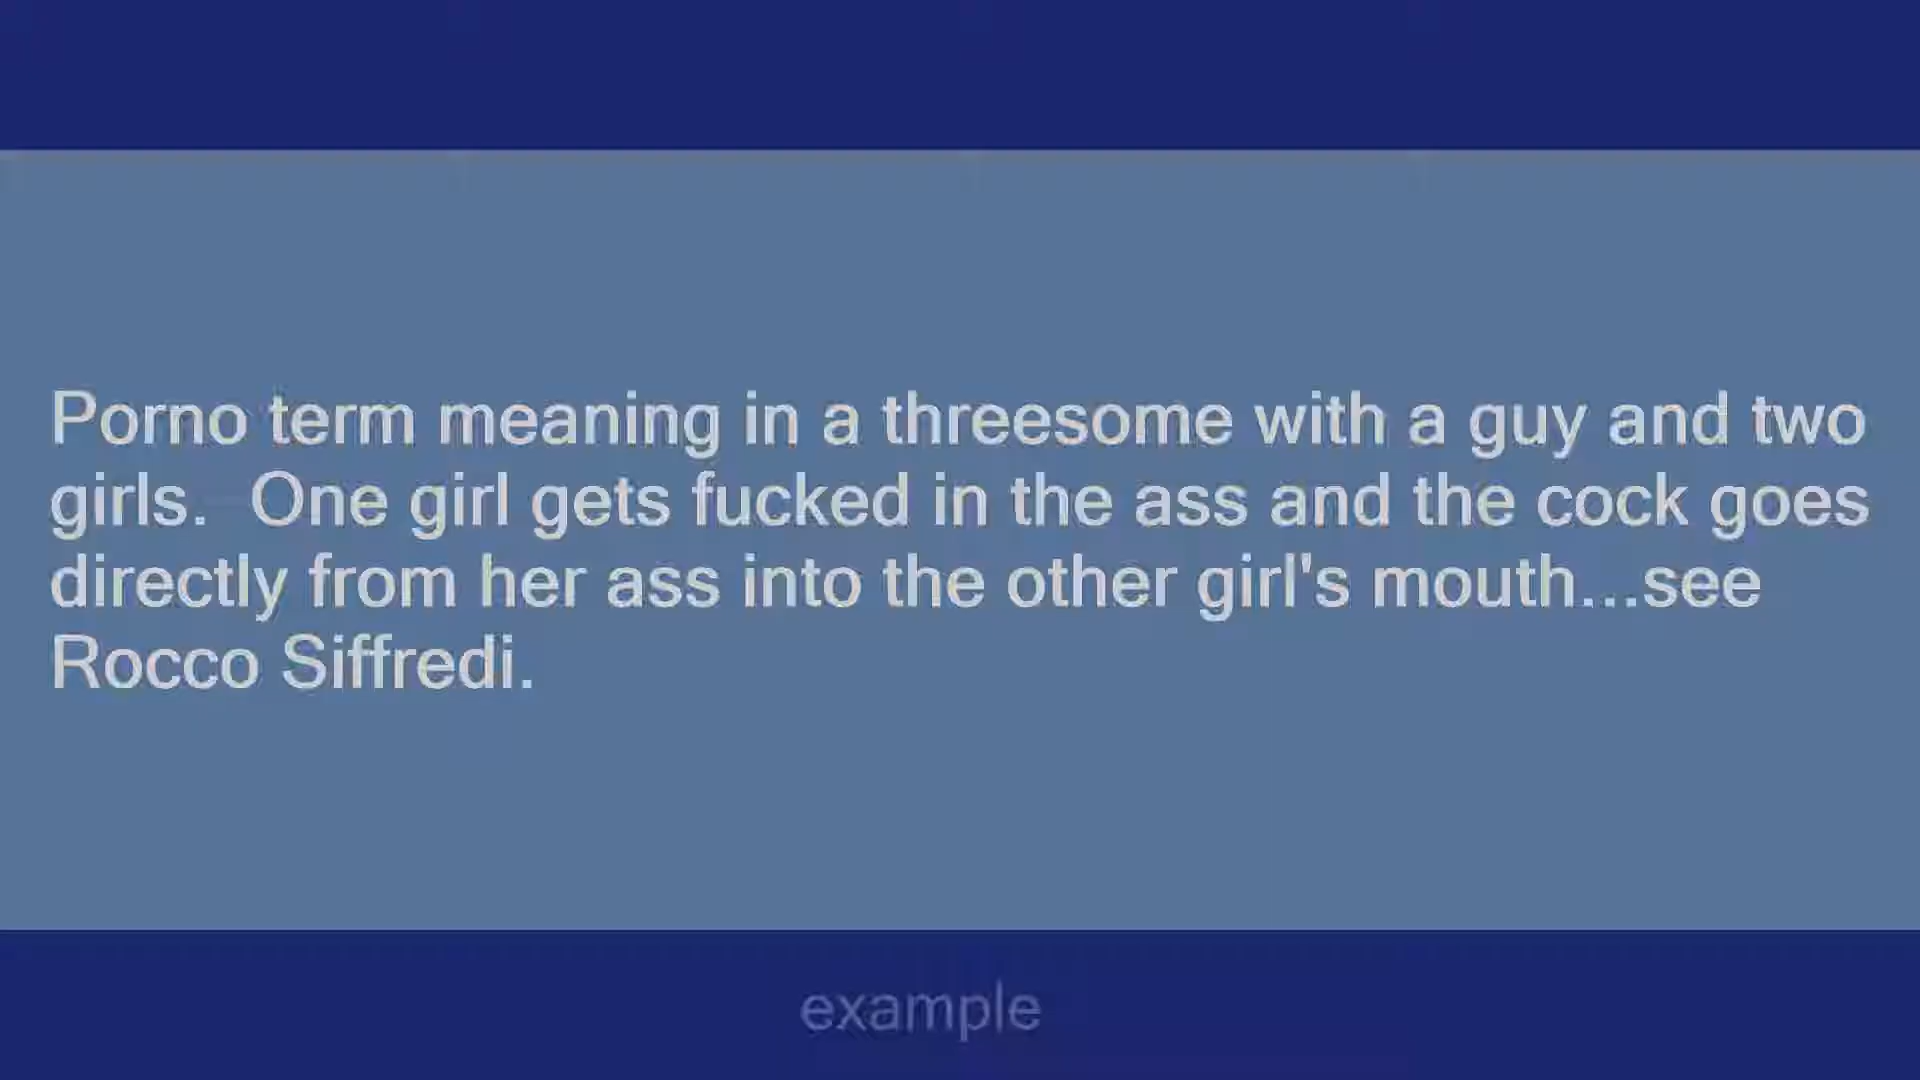 Porno term meaning in a threesome with a guy and two
girls.  One girl gets fucked in the ass and the cock goes
directly from her ass into the other girl's mouth...see
Rocco Siffredi.
example